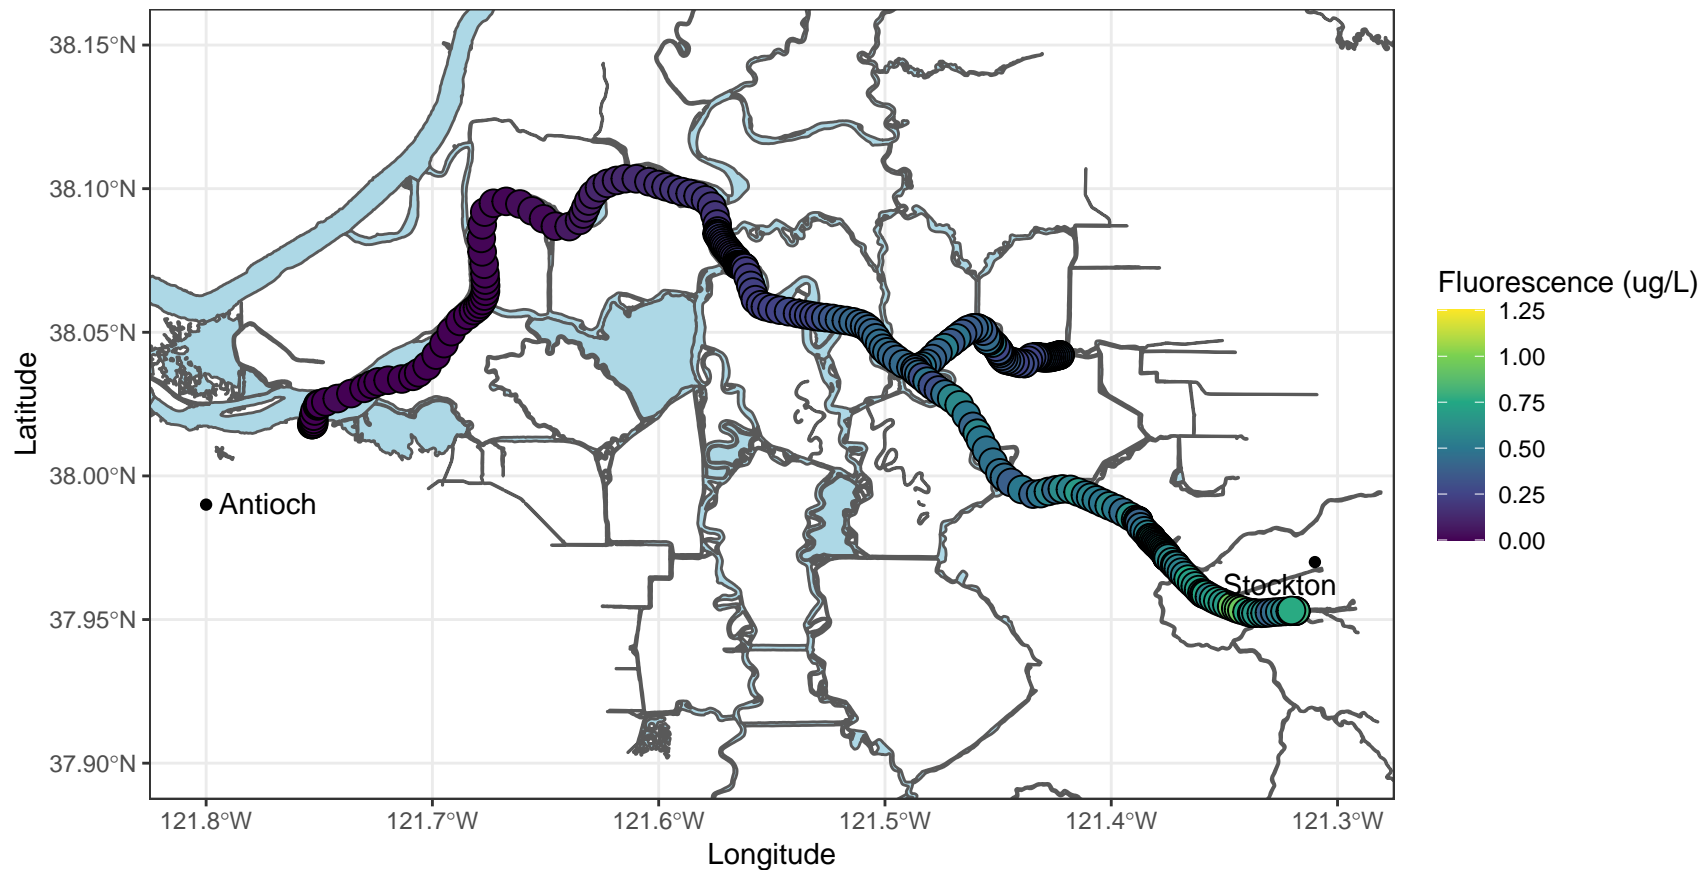 38.15°N
38.10°N
38.05°N
38.00°N
37.95°N
37.90°N
Latitude
Antioch
Stockton
121.8°W 121.7°W 121.6°W 121.5°W 121.4°W 121.3°W
Longitude
Fluorescence (ug/L)
1.25
1.00
0.75
0.50
0.25
0.00